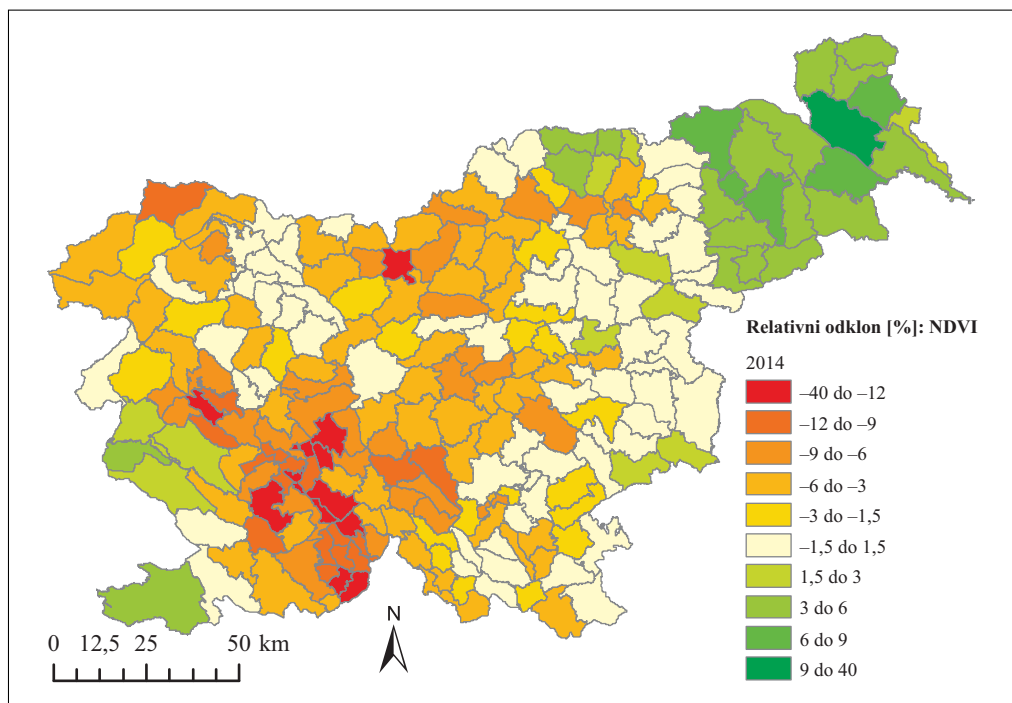 Relativni odklon [%]: NDVI
2014
–40 do –12
–12 do –9
–9 do –6
–6 do –3
–3 do –1,5
–1,5 do 1,5
1,5 do 3
3 do 6
6 do 9
9 do 40
N
0 12,5 25 50 km